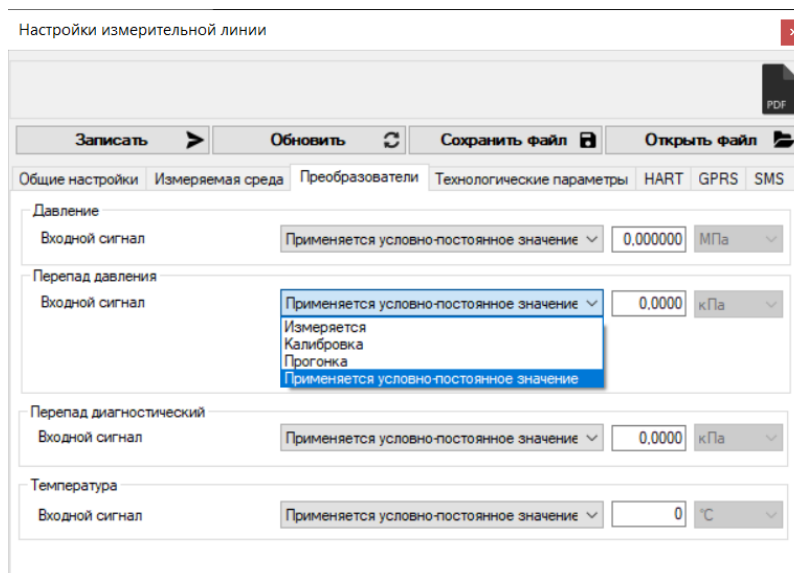 Настройки измерительной линии
PDF
Записать Обновить Сохранить файл Открыть файл
Общие настройки Измеряемая среда Преобразователи Технологические параметры HART GPRS SMS
Давление
Входной сигнал Применяется условно-постоянное значение 0,000000 МПа
Перепад давления
Входной сигнал Применяется условно-постоянное значение 0,0000 кПа
Измеряется
Калибровка
Прогонка
Применяется условно-постоянное значение
Перепад диагностический
Входной сигнал Применяется условно-постоянное значение 0,0000 кПа
Температура
Входной сигнал Применяется условно-постоянное значение 0 °C